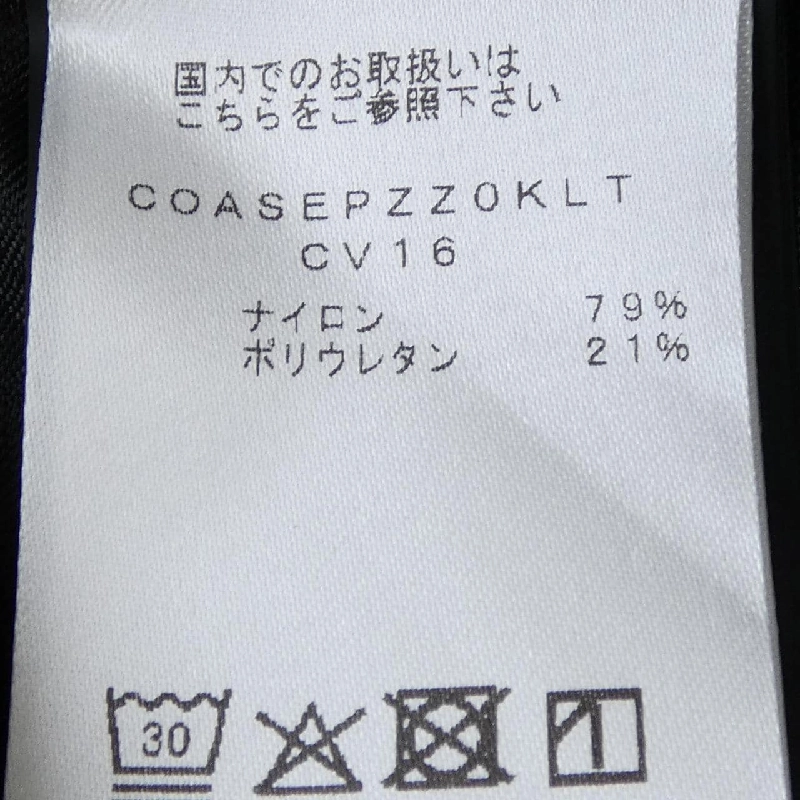 国内でのお取扱いは
こちらをご参照下さい
COASEPZZ0KLT
CV16
ナイロン 79%
ポリウレタン 21%
30